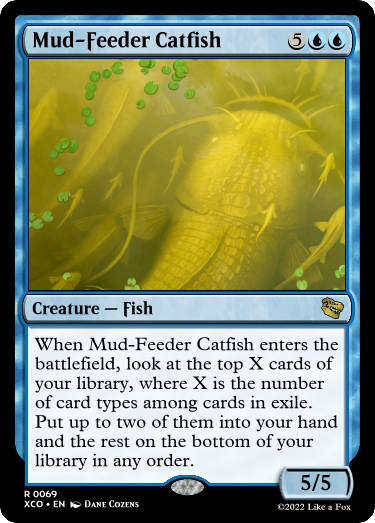 Mud-Feeder Catfish 5
Creature — Fish
When Mud-Feeder Catfish enters the
battlefield, look at the top X cards of
your library, where X is the number
of card types among cards in exile.
Put up to two of them into your hand
and the rest on the bottom of your
library in any order.
5/5
R 0069
XCO • EN Dane Cozens
©2022 Like a Fox